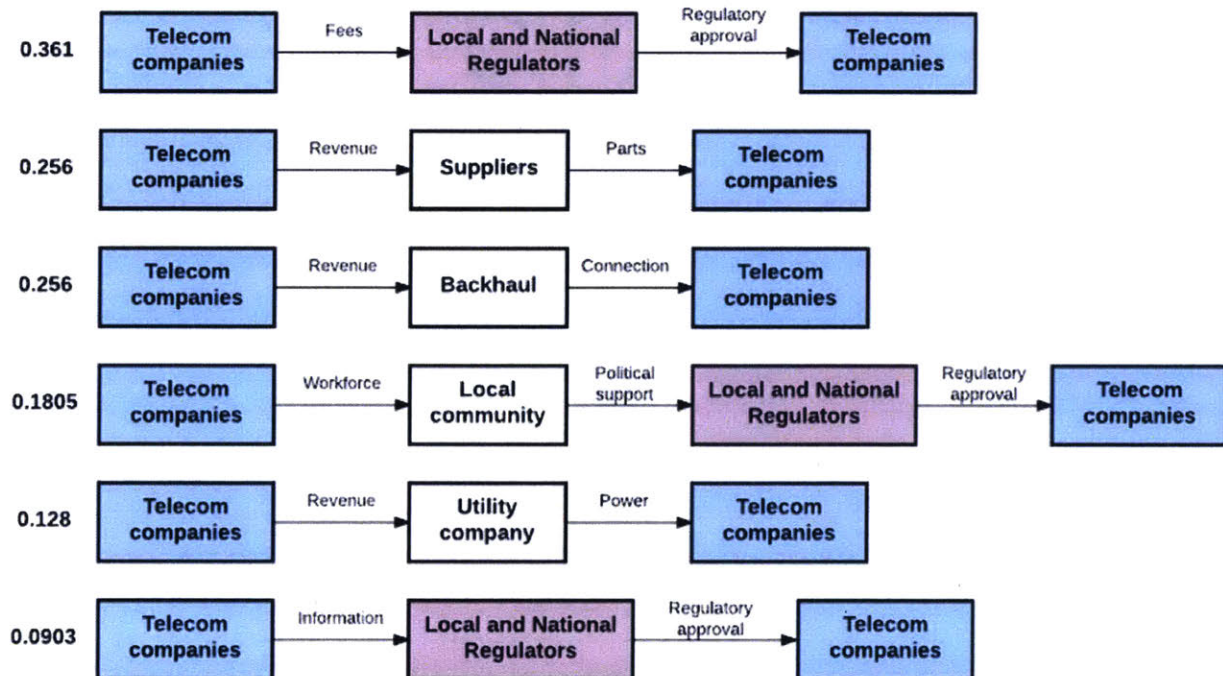 0.361
Telecom
companies
Fees
Local and National
Regulators
Regulatory
approval
Telecom
companies
0.256
Telecom
companies
Revenue
Suppliers
Parts
Telecom
companies
0.256
Telecom
companies
Revenue
Backhaul
Connection
Telecom
companies
0.1805
Telecom
companies
Workforce
Local
community
Political
support
Local and National
Regulators
Regulatory
approval
Telecom
companies
0.128
Telecom
companies
Revenue
Utility
company
Power
Telecom
companies
0.0903
Telecom
companies
Information
Local and National
Regulators
Regulatory
approval
Telecom
companies